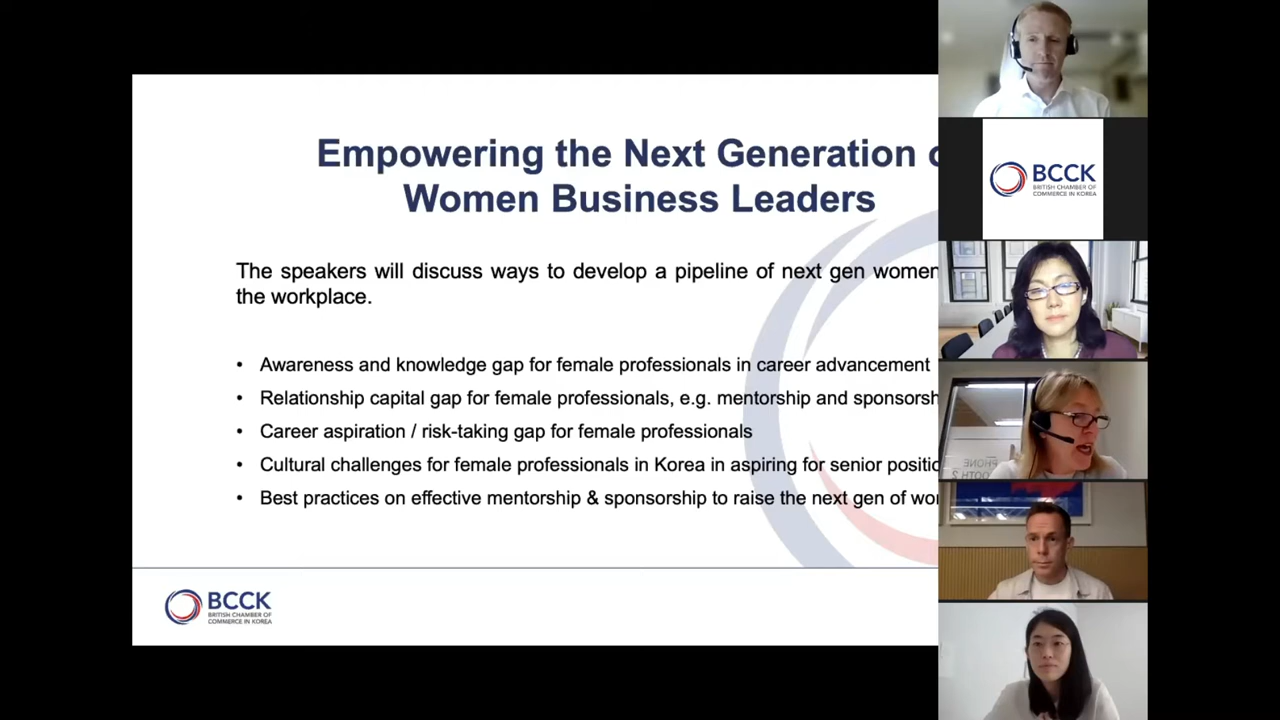 Empowering the Next Generation
Women Business Leaders
The speakers will discuss ways to develop a pipeline of next gen women
the workplace.
• Awareness and knowledge gap for female professionals in career advancement
• Relationship capital gap for female professionals, e.g. mentorship and
• Career aspiration / risk-taking gap for female professionals
• Cultural challenges for female professionals in Korea in aspiring for senior
• Best practices on effective mentorship & sponsorship to raise the next gen of
BCCK
BRITISH CHAMBER OF
COMMERCE IN KOREA
BCCK
BRITISH CHAMBER OF
COMMERCE IN KOREA